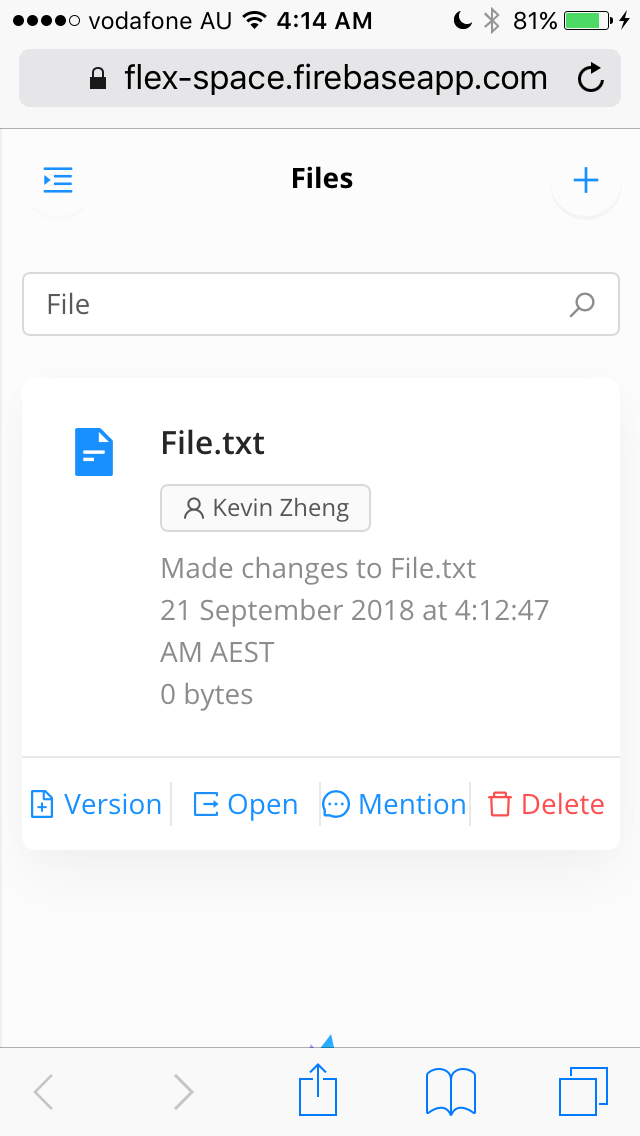 vodafone AU 4:14 AM 81%
flex-space.firebaseapp.com
Files
File
File.txt
Kevin Zheng
Made changes to File.txt
21 September 2018 at 4:12:47
AM AEST
0 bytes
Version Open Mention Delete